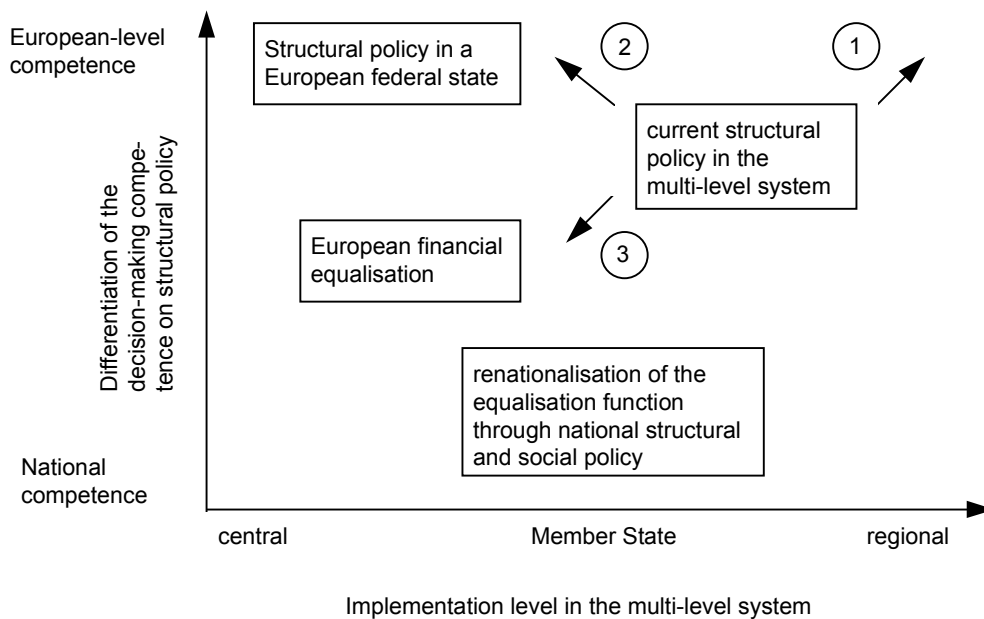 European-level
competence
Structural policy in a
European federal state
2
1
current structural
policy in the
multi-level system
Differentiation of the
decision-making compe-
tence on structural policy
European financial
equalisation
3
renationalisation of the
equalisation function
through national structural
and social policy
National
competence
central
Member State
regional
Implementation level in the multi-level system